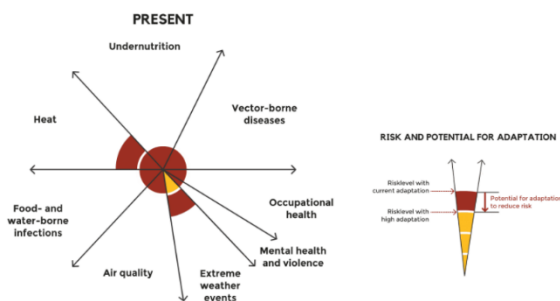 PRESENT
Undernutrition
Vector-borne
diseases
Heat
Food- and
water-borne
infections
Occupational
health
Mental health
and violence
Air quality
Extreme
weather
events
RISK AND POTENTIAL FOR ADAPTATION
Risklevel with
current adaptation
Potential for adaptation
to reduce risk
Risklevel with
high adaptation